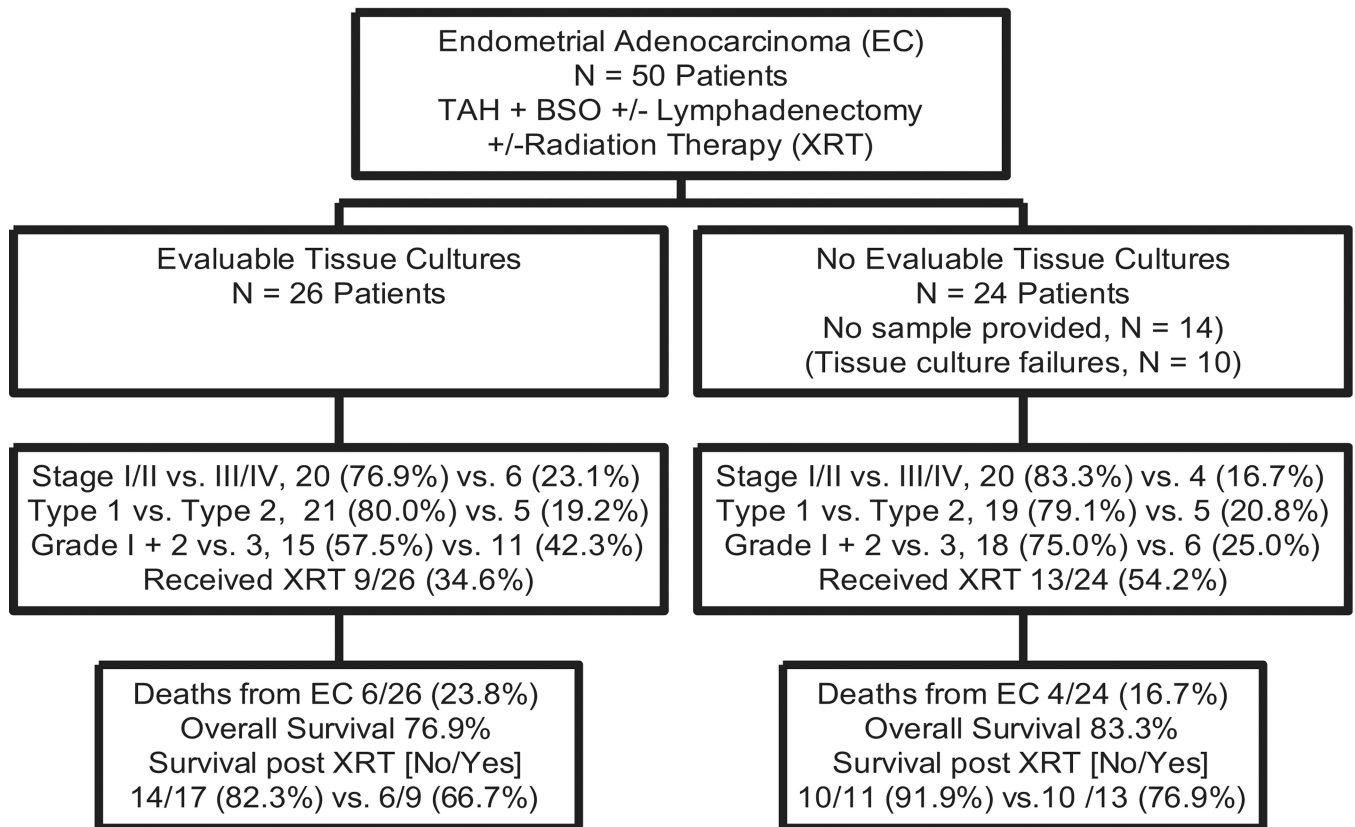 Endometrial Adenocarcinoma (EC)
N = 50 Patients
TAH + BSO +/- Lymphadenectomy
+/-Radiation Therapy (XRT)
Evaluable Tissue Cultures
N = 26 Patients
No Evaluable Tissue Cultures
N = 24 Patients
No sample provided, N = 14)
(Tissue culture failures, N = 10)
Stage I/II vs. III/IV, 20 (76.9%) vs. 6 (23.1%)
Type 1 vs. Type 2, 21 (80.0%) vs. 5 (19.2%)
Grade I + 2 vs. 3, 15 (57.5%) vs. 11 (42.3%)
Received XRT 9/26 (34.6%)
Stage I/II vs. III/IV, 20 (83.3%) vs. 4 (16.7%)
Type 1 vs. Type 2, 19 (79.1%) vs. 5 (20.8%)
Grade I + 2 vs. 3, 18 (75.0%) vs. 6 (25.0%)
Received XRT 13/24 (54.2%)
Deaths from EC 6/26 (23.8%)
Overall Survival 76.9%
Survival post XRT [No/Yes]
14/17 (82.3%) vs. 6/9 (66.7%)
Deaths from EC 4/24 (16.7%)
Overall Survival 83.3%
Survival post XRT [No/Yes]
10/11 (91.9%) vs.10 /13 (76.9%)